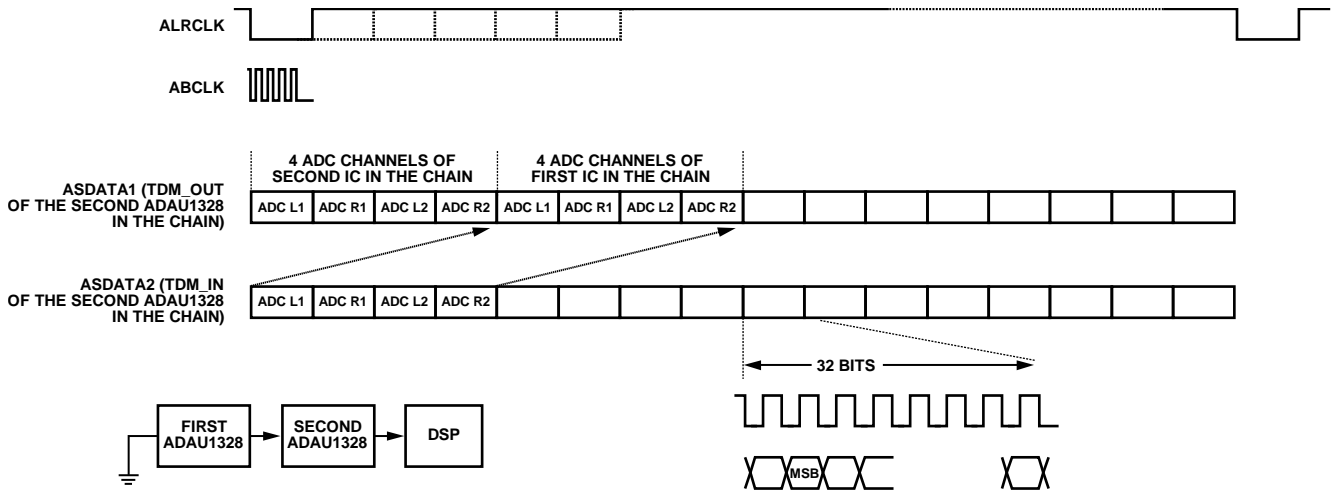 ALRCLK
ABCLK
4 ADC CHANNELS OF
SECOND IC IN THE CHAIN
4 ADC CHANNELS OF
FIRST IC IN THE CHAIN
ASDATA1 (TDM_OUT
OF THE SECOND ADAU1328
IN THE CHAIN)
ADC L1 ADC R1 ADC L2 ADC R2 ADC L1 ADC R1 ADC L2 ADC R2
ASDATA2 (TDM_IN
OF THE SECOND ADAU1328
IN THE CHAIN)
ADC L1 ADC R1 ADC L2 ADC R2
32 BITS
FIRST
ADAU1328
SECOND
ADAU1328
DSP
MSB